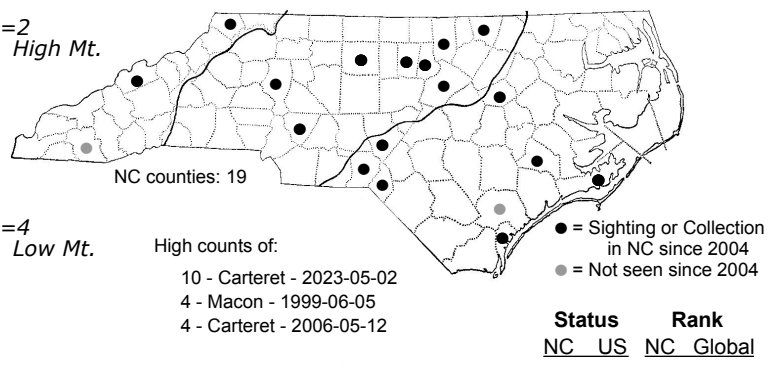 =2
High Mt.
NC counties: 19
=4
Low Mt.
High counts of:
10 - Carteret - 2023-05-02
4 - Macon - 1999-06-05
4 - Carteret - 2006-05-12
● = Sighting or Collection
in NC since 2004
● = Not seen since 2004
Status Rank
NC US NC Global